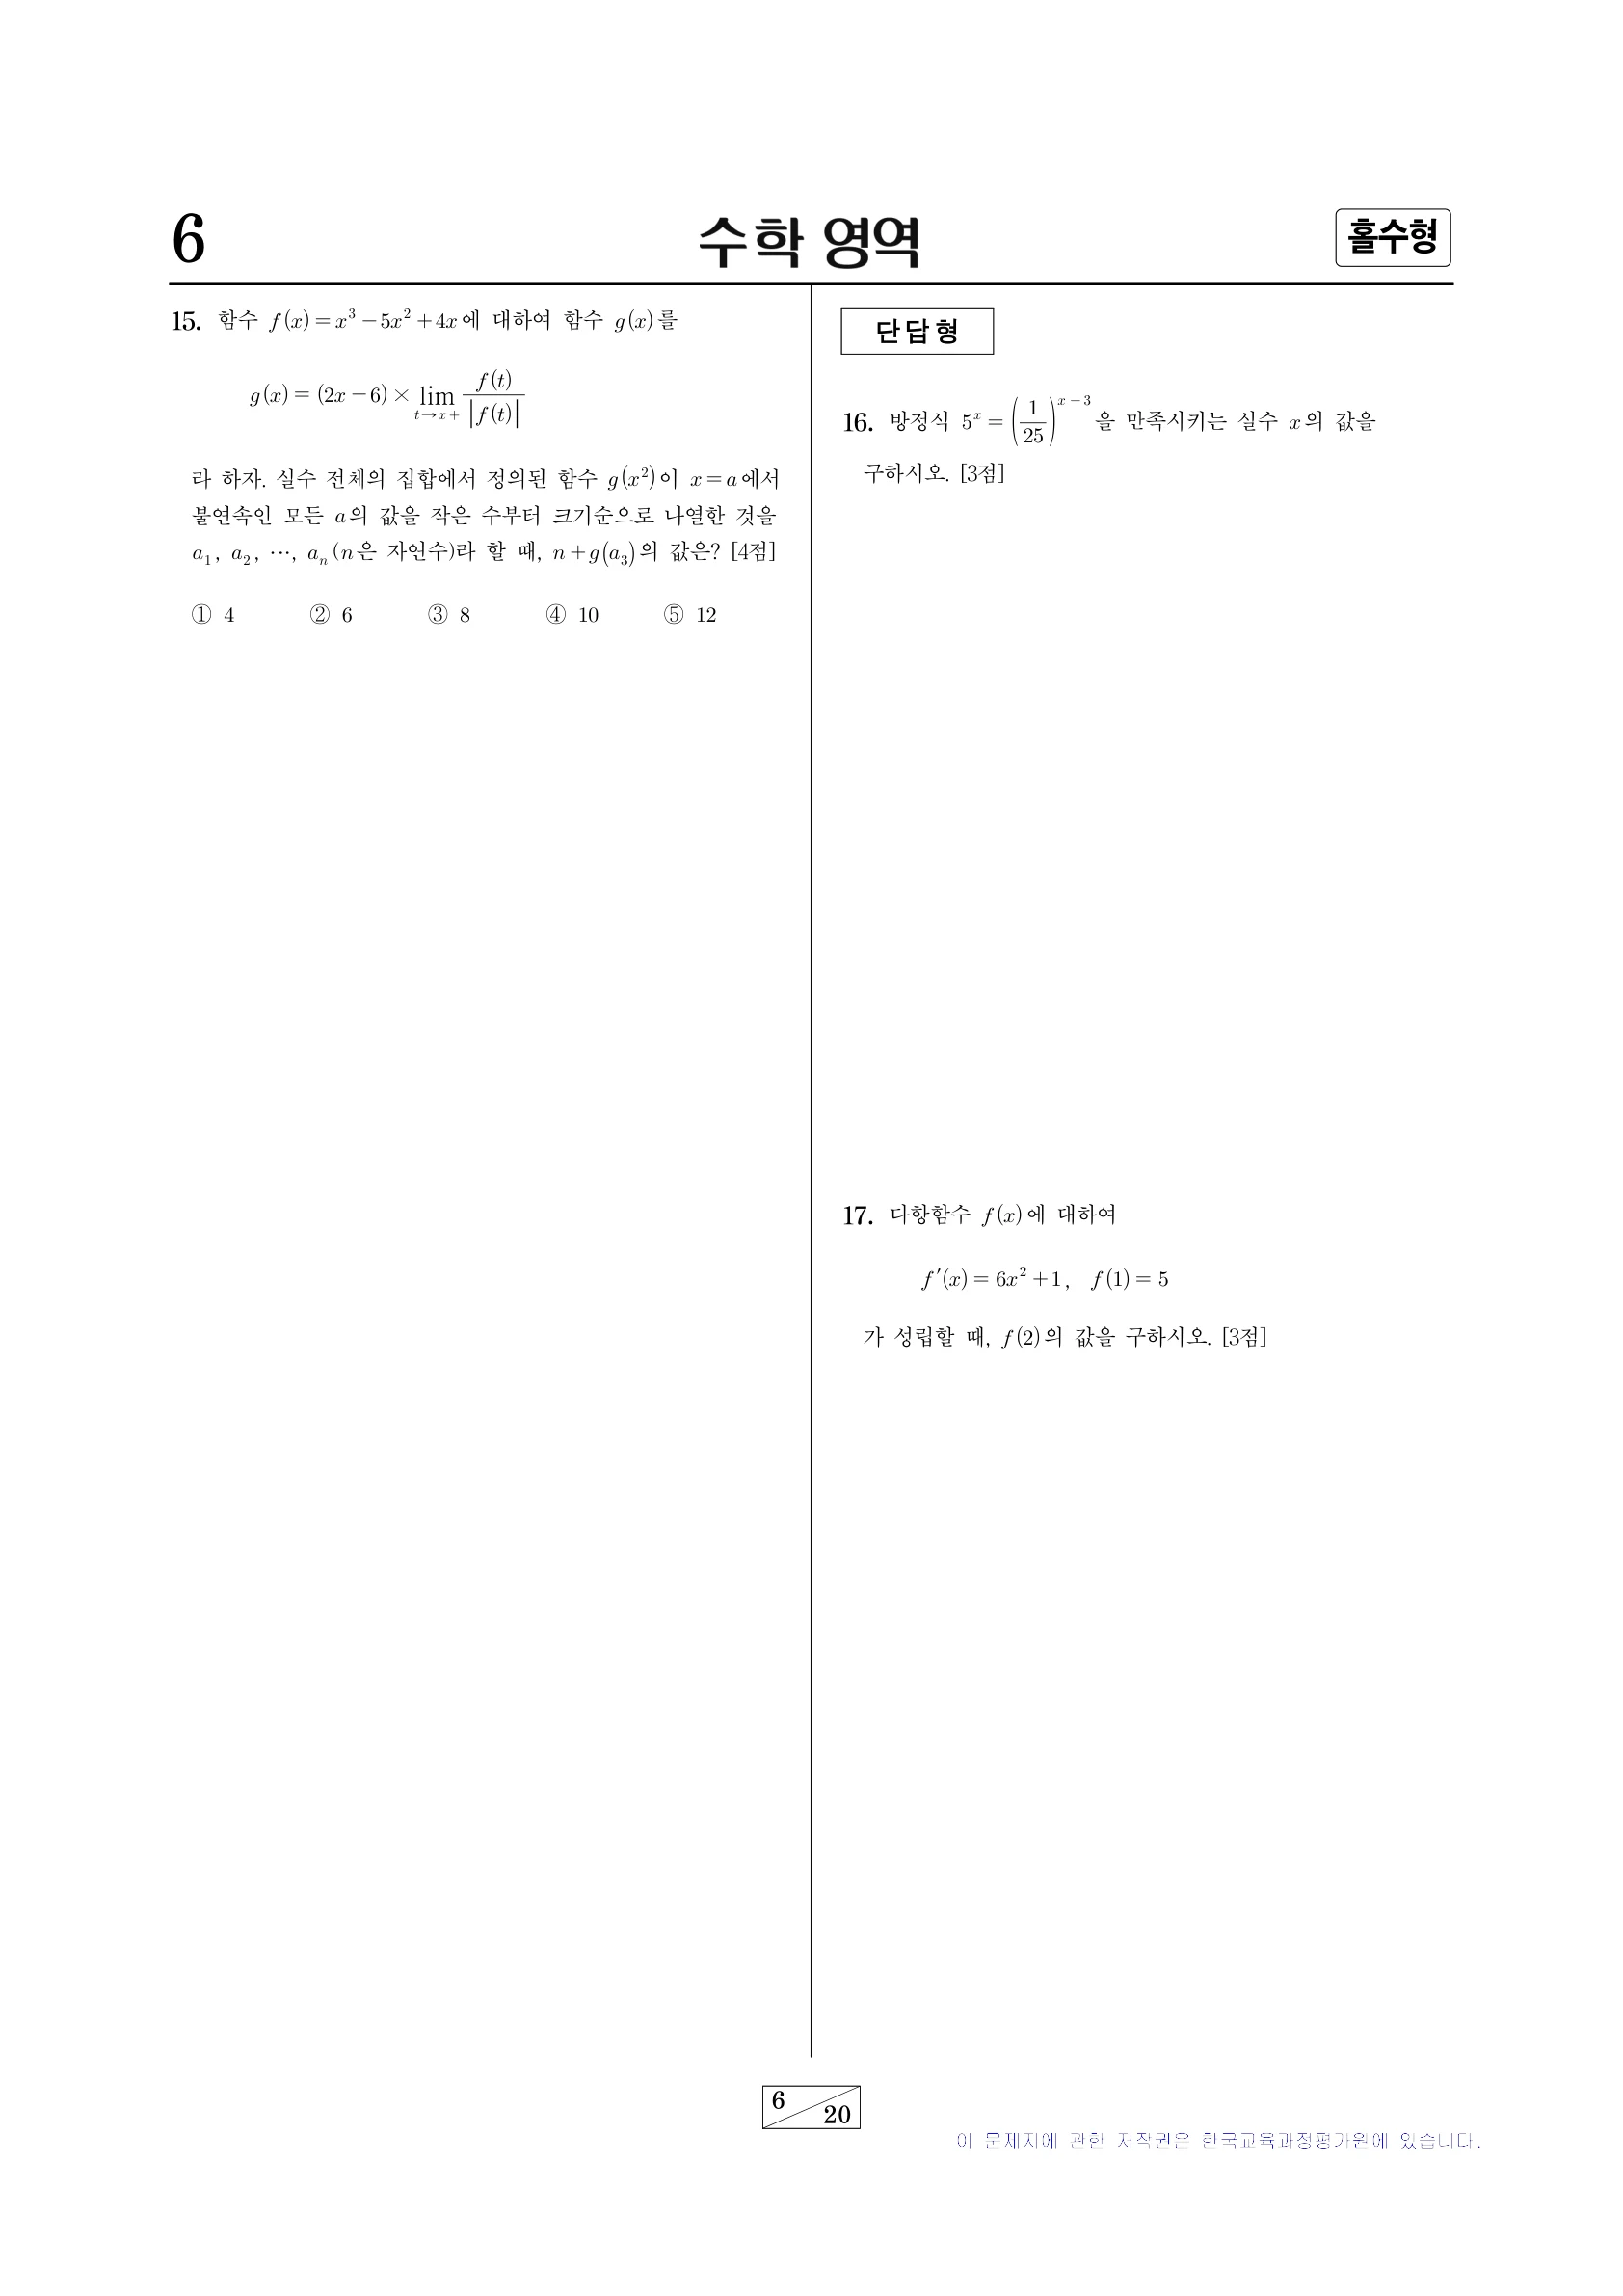 6
수학 영역
홀수형
15. 함수 f(x)=x³-5x²+4x에 대하여 함수 g(x)를
g(x)=(2x-6)× lim_{t→x+} f(t)/|f(t)|
라 하자. 실수 전체의 집합에서 정의된 함수 g(x²)이 x=a에서
불연속인 모든 a의 값을 작은 수부터 크기순으로 나열한 것을
a₁, a₂, ⋯, aₙ(n은 자연수)라 할 때, n+g(a₃)의 값은? [4점]
① 4 ② 6 ③ 8 ④ 10 ⑤ 12
단답형
16. 방정식 5ˣ=(1/25)^{x-3}을 만족시키는 실수 x의 값을
구하시오. [3점]
17. 다항함수 f(x)에 대하여
f′(x)=6x²+1, f(1)=5
가 성립할 때, f(2)의 값을 구하시오. [3점]
6
20
이 문제지에 관한 저작권은 한국교육과정평가원에 있습니다.